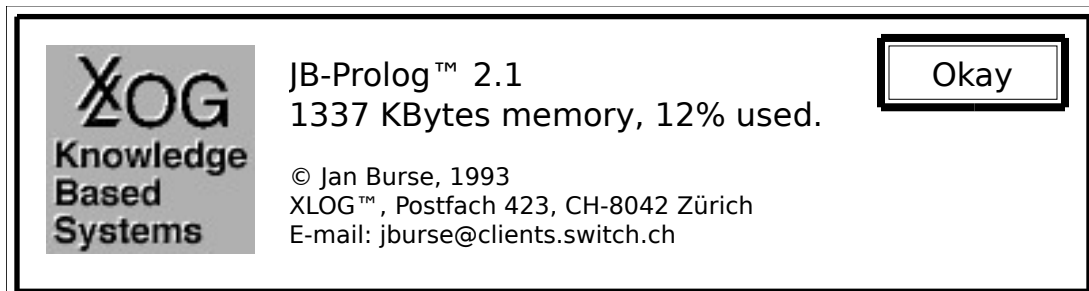 XLOG
Knowledge
Based
Systems
JB-Prolog™ 2.1
1337 KBytes memory, 12% used.
© Jan Burse, 1993
XLOG™, Postfach 423, CH-8042 Zürich
E-mail: jburse@clients.switch.ch
Okay